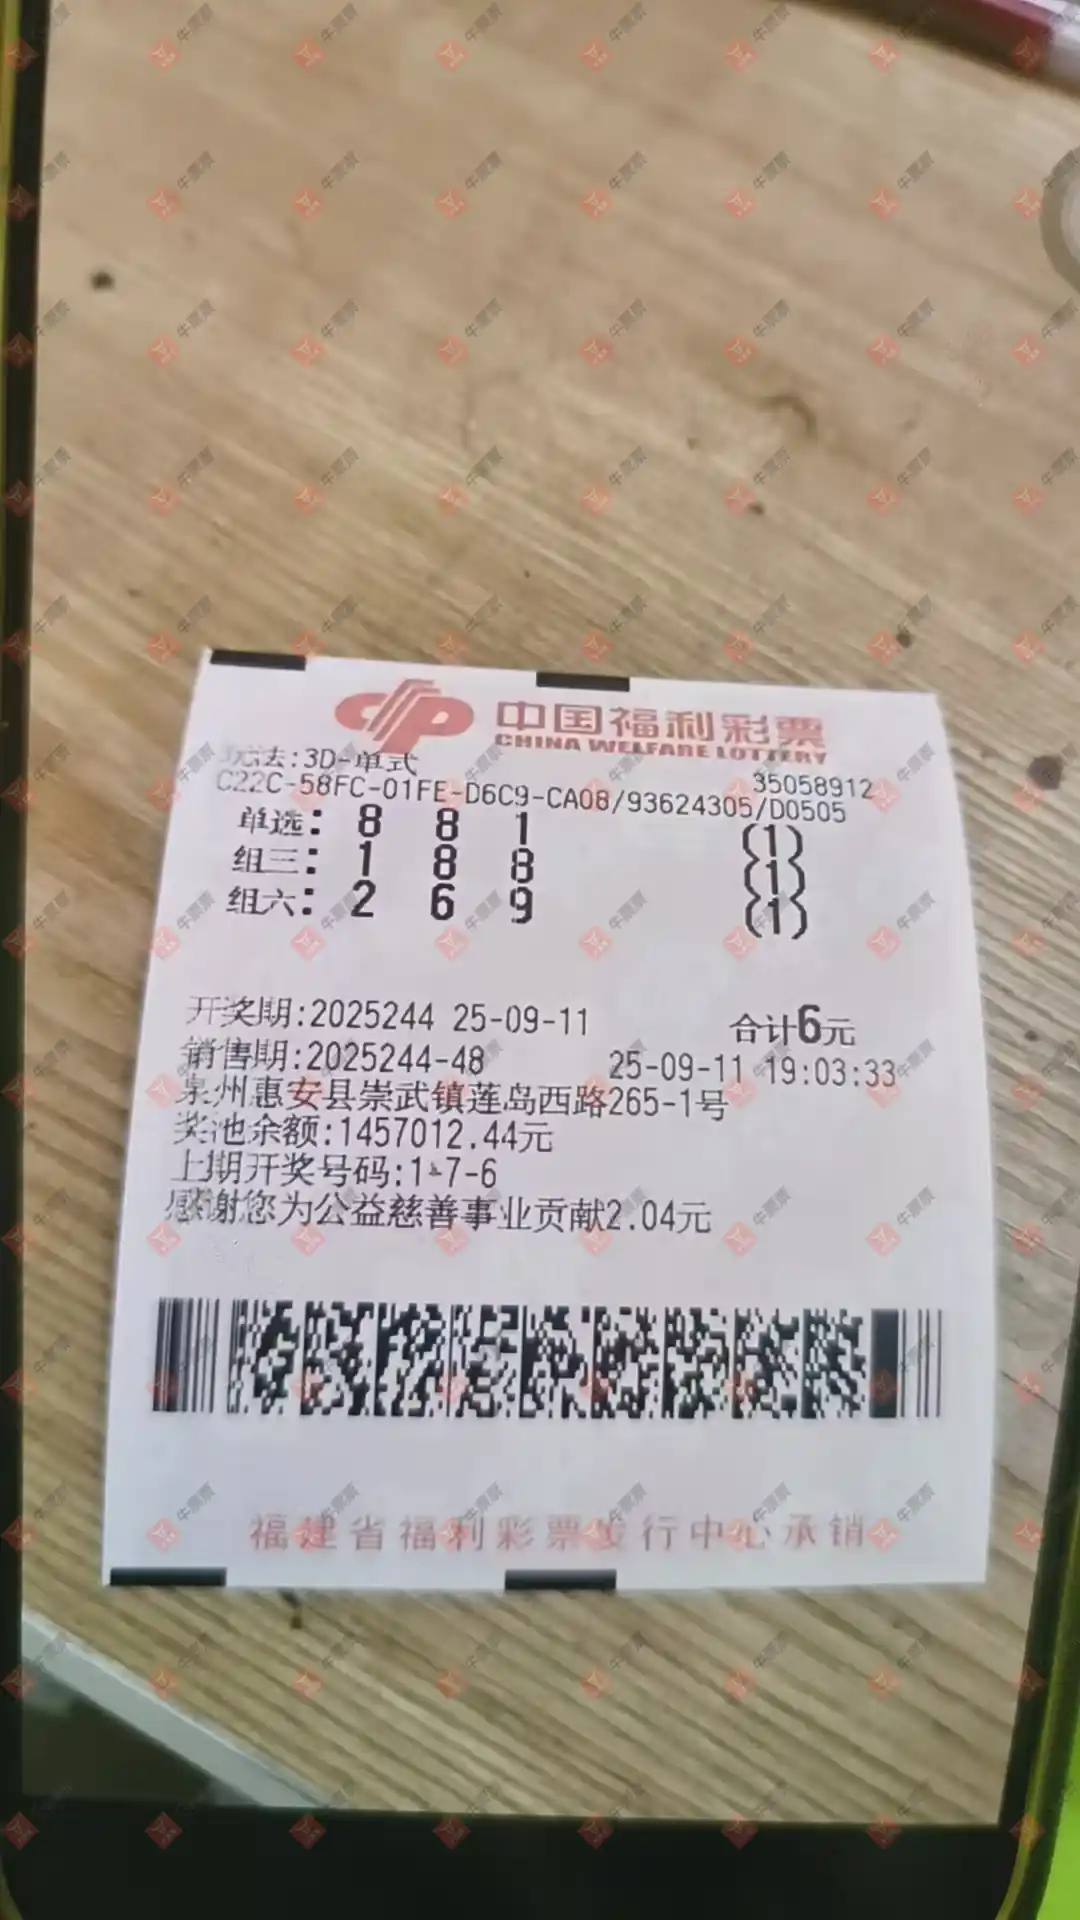 中国福利彩票
CHINA WELFARE LOTTERY
玩法:3D-单式
35058912
C22C-58FC-01FE-D6C9-CA08/93624305/D0505
单选: 8 8 1 (1)
组三: 1 8 8 (1)
组六: 2 6 9 (1)
开奖期:2025244 25-09-11 合计6元
销售期:2025244-48 25-09-11 19:03:33
泉州惠安县崇武镇莲岛西路265-1号
奖池余额:1457012.44元
上期开奖号码:1-7-6
感谢您为公益慈善事业贡献2.04元
福建省福利彩票发行中心承销
牛票票